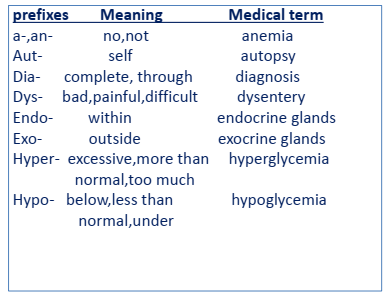 prefixes Meaning Medical term
a-,an- no,not anemia
Aut- self autopsy
Dia- complete, through diagnosis
Dys- bad,painful,difficult dysentery
Endo- within endocrine glands
Exo- outside exocrine glands
Hyper- excessive,more than hyperglycemia
normal,too much
Hypo- below,less than hypoglycemia
normal,under